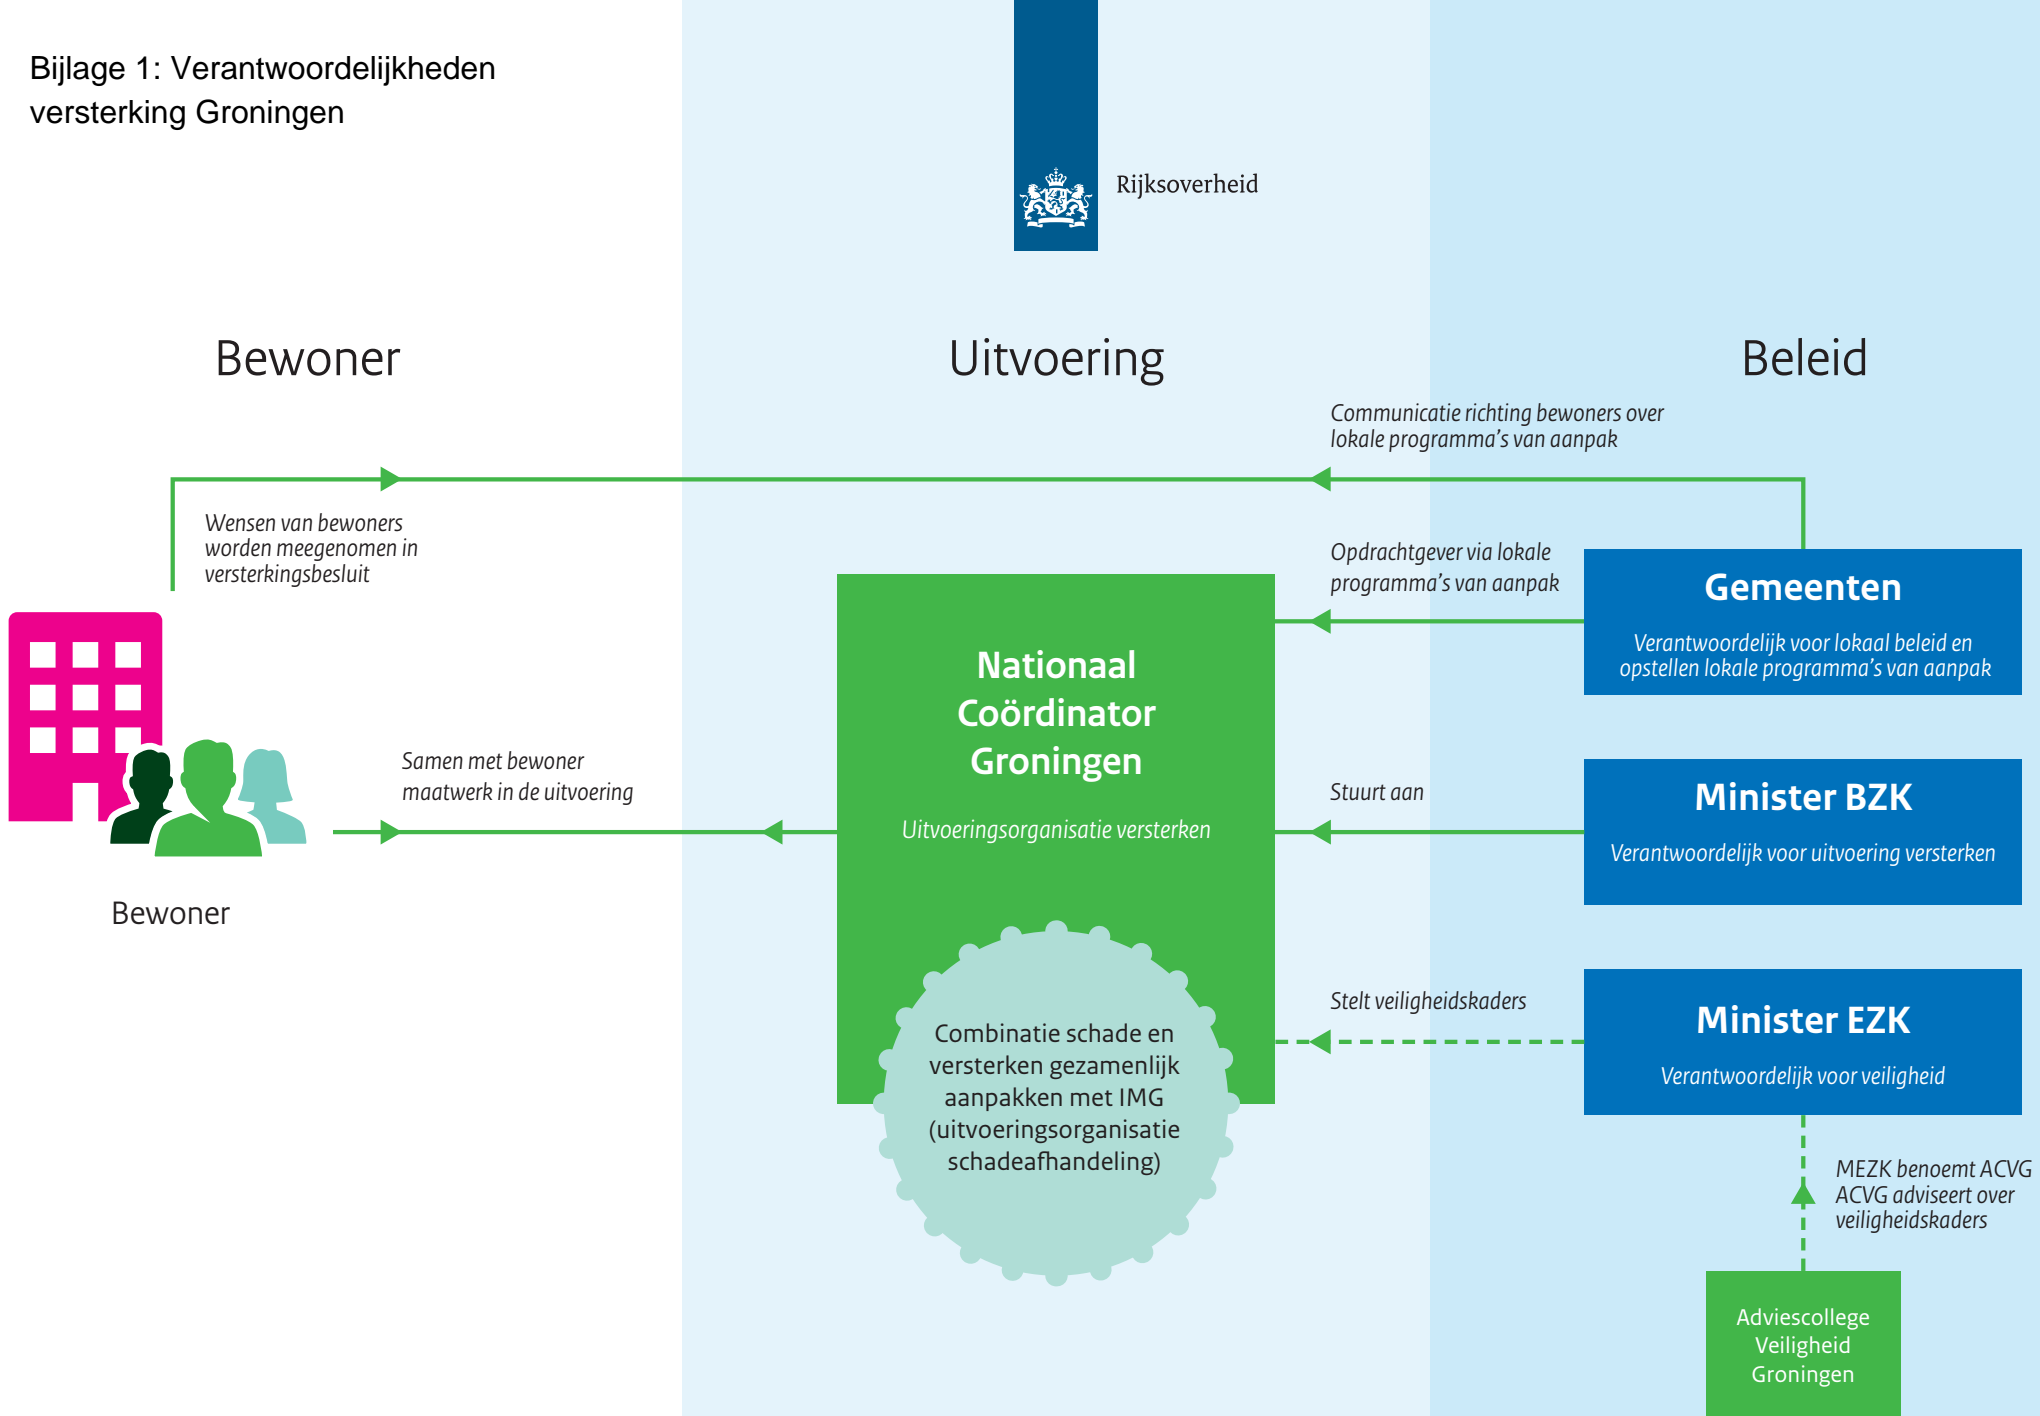 Bijlage 1: Verantwoordelijkheden
versterking Groningen
Rijksoverheid
Bewoner
Uitvoering
Beleid
Communicatie richting bewoners over
lokale programma's van aanpak
Wensen van bewoners
worden meegenomen in
versterkingsbesluit
Opdrachtgever via lokale
programma's van aanpak
Gemeenten
Verantwoordelijk voor lokaal beleid en
opstellen lokale programma's van aanpak
Nationaal
Coördinator
Groningen
Uitvoeringsorganisatie versterken
Samen met bewoner
maatwerk in de uitvoering
Stuurt aan
Minister BZK
Verantwoordelijk voor uitvoering versterken
Bewoner
Combinatie schade en
versterken gezamenlijk
aanpakken met IMG
(uitvoeringsorganisatie
schadeafhandeling)
Stelt veiligheidskaders
Minister EZK
Verantwoordelijk voor veiligheid
MEZK benoemt ACVG
ACVG adviseert over
veiligheidskaders
Adviescollege
Veiligheid
Groningen